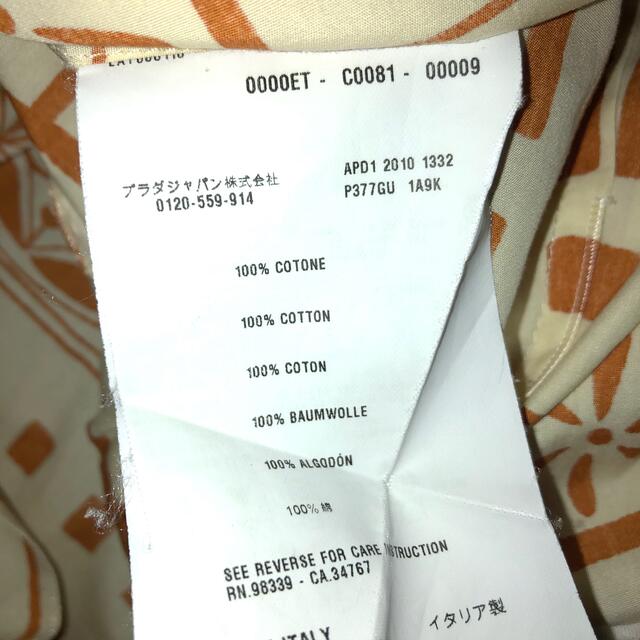 0000ET - C0081 - 00009
プラダジャパン株式会社
0120-559-914
APD1 2010 1332
P377GU 1A9K
100% COTONE
100% COTTON
100% COTON
100% BAUMWOLLE
100% ALGODÓN
100% 綿
SEE REVERSE FOR CARE INSTRUCTION
RN.98339 - CA.34767
ITALY
イタリア製